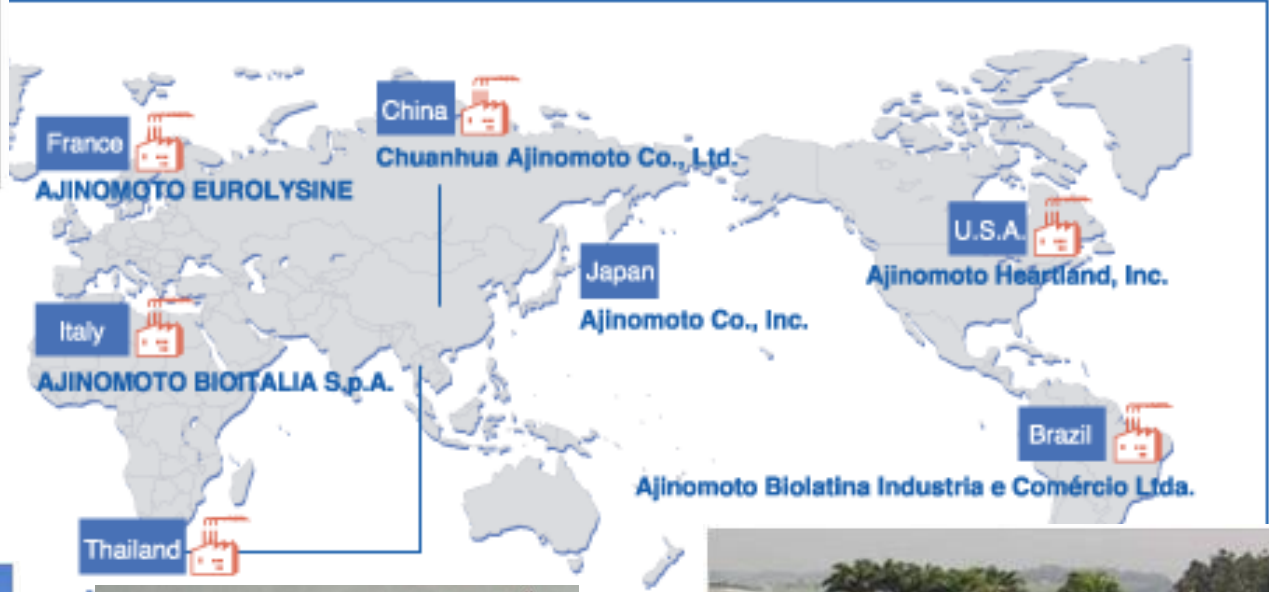 China
France
Chuanhua Ajinomoto Co., Ltd.
AJINOMOTO EUROLYSINE
U.S.A.
Japan
Ajinomoto Heartland, Inc.
Italy
Ajinomoto Co., Inc.
AJINOMOTO BIOITALIA S.p.A.
Brazil
Ajinomoto Biolatina Industria e Comércio Ltda.
Thailand